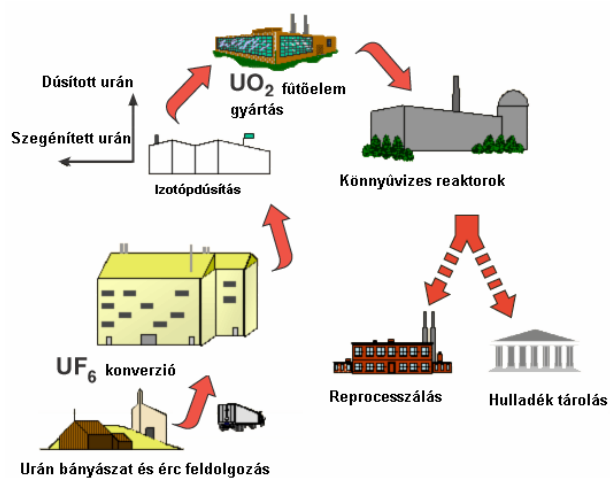 UO₂ fűtőelem
gyártás
Dúsított urán
Szegényített urán
Izotópdúsítás
Könnyűvizes reaktorok
UF₆ konverzió
Reprocesszálás
Hulladék tárolás
Urán bányászat és érc feldolgozás